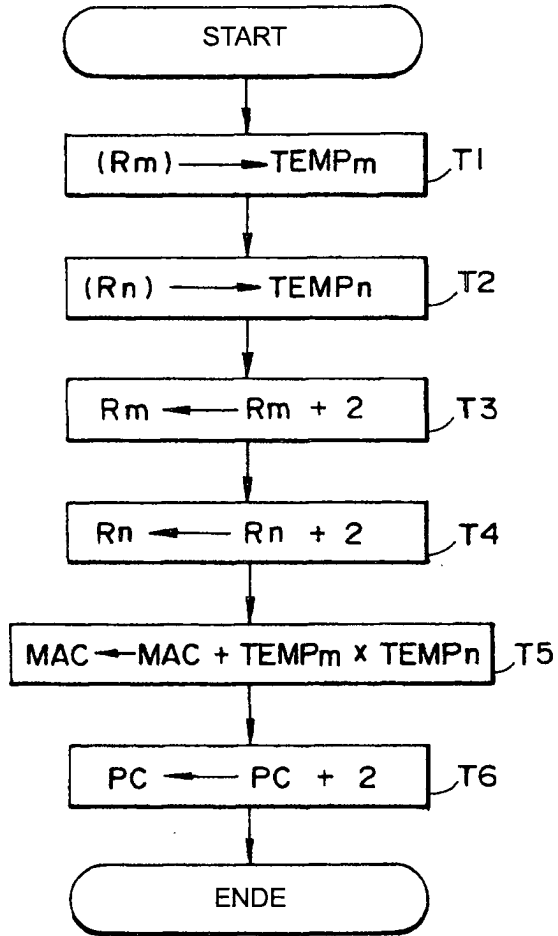 START
(Rm) → TEMPm T1
(Rn) → TEMPn T2
Rm ← Rm + 2 T3
Rn ← Rn + 2 T4
MAC ← MAC + TEMPm x TEMPn T5
PC ← PC + 2 T6
ENDE